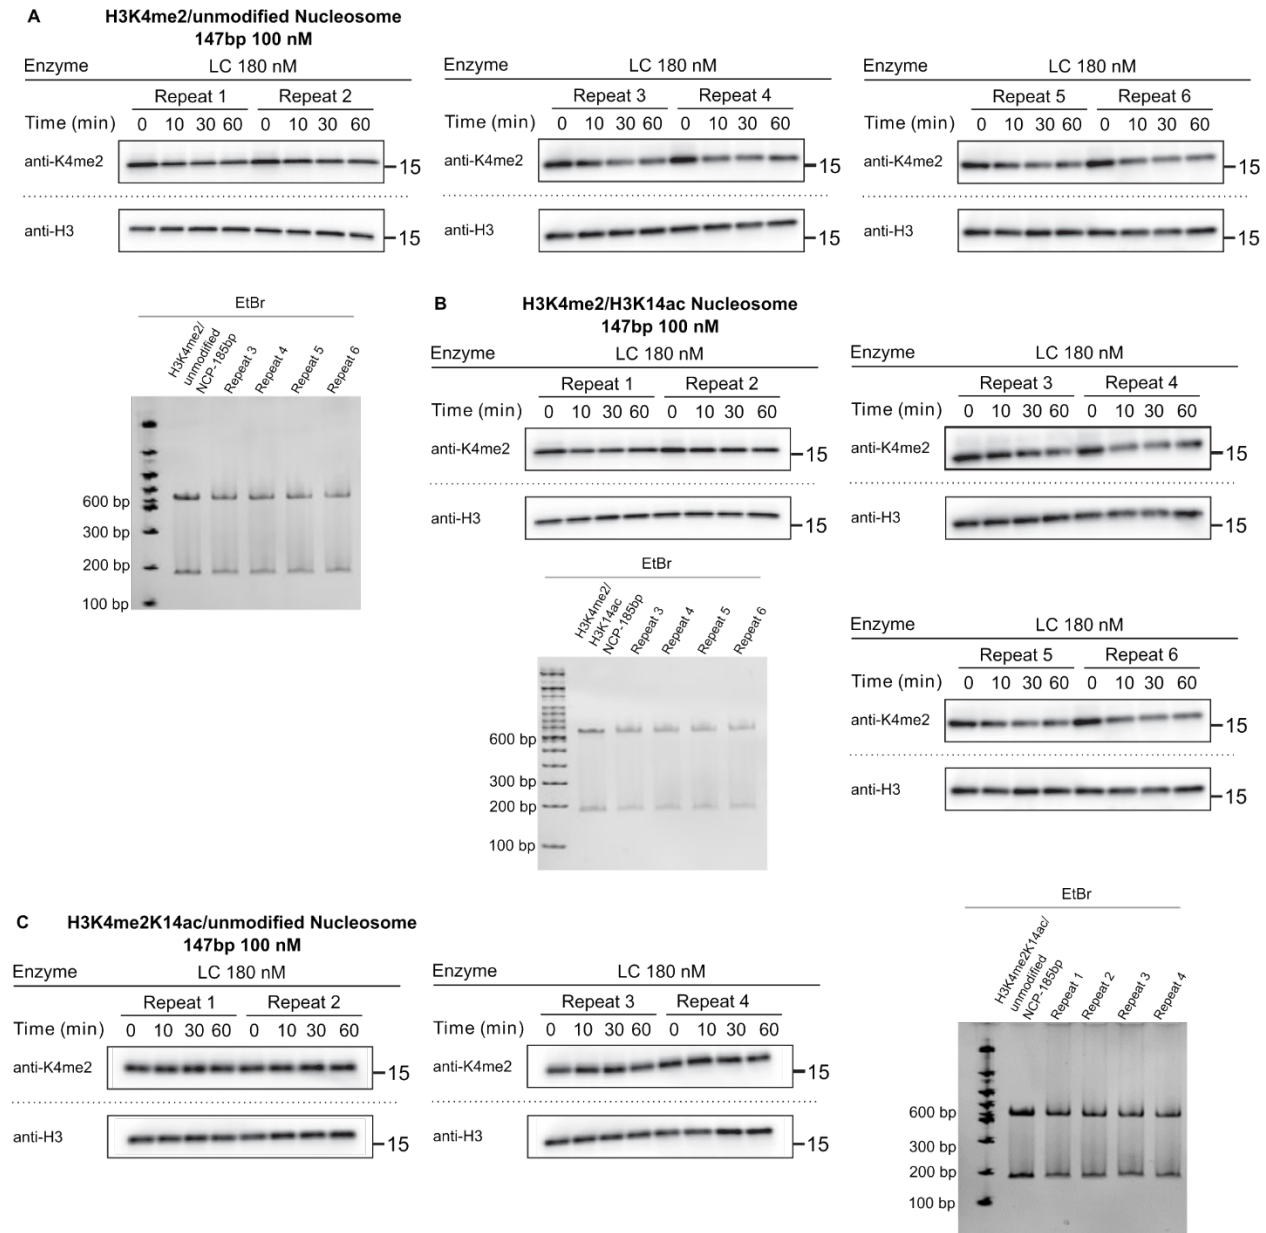 A
H3K4me2/unmodified Nucleosome
147bp 100 nM
Enzyme LC 180 nM
Repeat 1 Repeat 2
Time (min) 0 10 30 60 0 10 30 60
anti-K4me2
15
anti-H3
15
Enzyme LC 180 nM
Repeat 3 Repeat 4
Time (min) 0 10 30 60 0 10 30 60
anti-K4me2
15
anti-H3
15
Enzyme LC 180 nM
Repeat 5 Repeat 6
Time (min) 0 10 30 60 0 10 30 60
anti-K4me2
15
anti-H3
15
EtBr
H3K4me2/
unmodified
NCP-185bp
Repeat 3
Repeat 4
Repeat 5
Repeat 6
600 bp
300 bp
200 bp
100 bp
B
H3K4me2/H3K14ac Nucleosome
147bp 100 nM
Enzyme LC 180 nM
Repeat 1 Repeat 2
Time (min) 0 10 30 60 0 10 30 60
anti-K4me2
15
anti-H3
15
Enzyme LC 180 nM
Repeat 3 Repeat 4
Time (min) 0 10 30 60 0 10 30 60
anti-K4me2
15
anti-H3
15
EtBr
H3K4me2/
H3K14ac
NCP-185bp
Repeat 3
Repeat 4
Repeat 5
Repeat 6
600 bp
300 bp
200 bp
100 bp
Enzyme LC 180 nM
Repeat 5 Repeat 6
Time (min) 0 10 30 60 0 10 30 60
anti-K4me2
15
anti-H3
15
C
H3K4me2K14ac/unmodified Nucleosome
147bp 100 nM
Enzyme LC 180 nM
Repeat 1 Repeat 2
Time (min) 0 10 30 60 0 10 30 60
anti-K4me2
15
anti-H3
15
Enzyme LC 180 nM
Repeat 3 Repeat 4
Time (min) 0 10 30 60 0 10 30 60
anti-K4me2
15
anti-H3
15
EtBr
H3K4me2K14ac/
unmodified
NCP-185bp
Repeat 1
Repeat 2
Repeat 3
Repeat 4
600 bp
300 bp
200 bp
100 bp